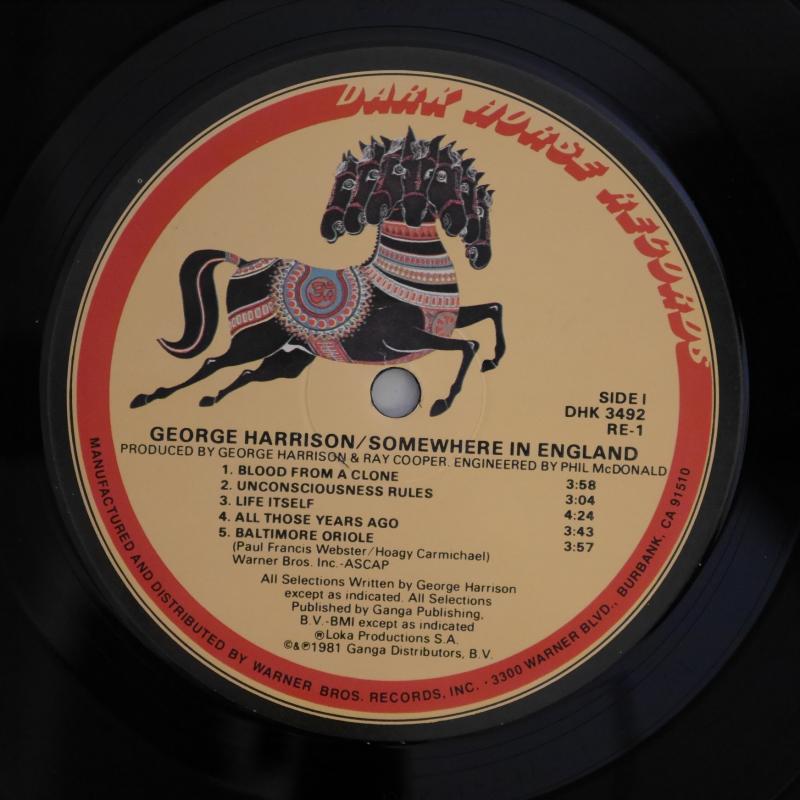 DARK HORSE RECORDS
SIDE I
DHK 3492
RE-1
GEORGE HARRISON/SOMEWHERE IN ENGLAND
PRODUCED BY GEORGE HARRISON & RAY COOPER. ENGINEERED BY PHIL McDONALD
1. BLOOD FROM A CLONE 3:58
2. UNCONSCIOUSNESS RULES 3:04
3. LIFE ITSELF 4:24
4. ALL THOSE YEARS AGO 3:43
5. BALTIMORE ORIOLE 3:57
(Paul Francis Webster/Hoagy Carmichael)
Warner Bros. Inc.-ASCAP
All Selections Written by George Harrison
except as indicated. All Selections
Published by Ganga Publishing,
B.V.-BMI except as indicated
®Loka Productions S.A.
©&℗1981 Ganga Distributors, B.V.
MANUFACTURED AND DISTRIBUTED BY WARNER BROS. RECORDS, INC. · 3300 WARNER BLVD., BURBANK, CA 91510